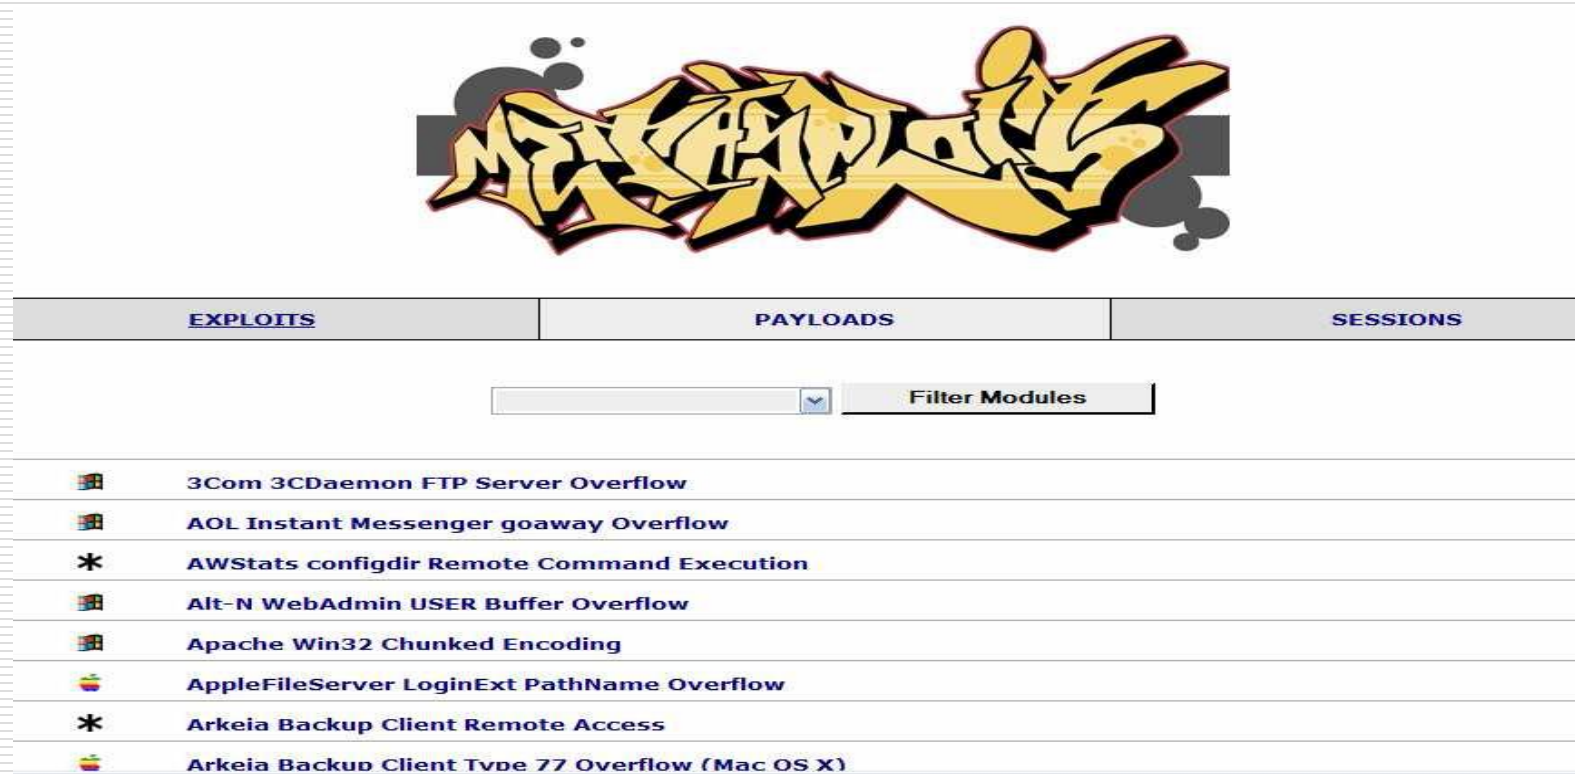 METASPLOIT
EXPLOITS PAYLOADS SESSIONS
Filter Modules
3Com 3CDaemon FTP Server Overflow
AOL Instant Messenger goaway Overflow
* AWStats configdir Remote Command Execution
Alt-N WebAdmin USER Buffer Overflow
Apache Win32 Chunked Encoding
AppleFileServer LoginExt PathName Overflow
* Arkeia Backup Client Remote Access
Arkeia Backup Client Type 77 Overflow (Mac OS X)